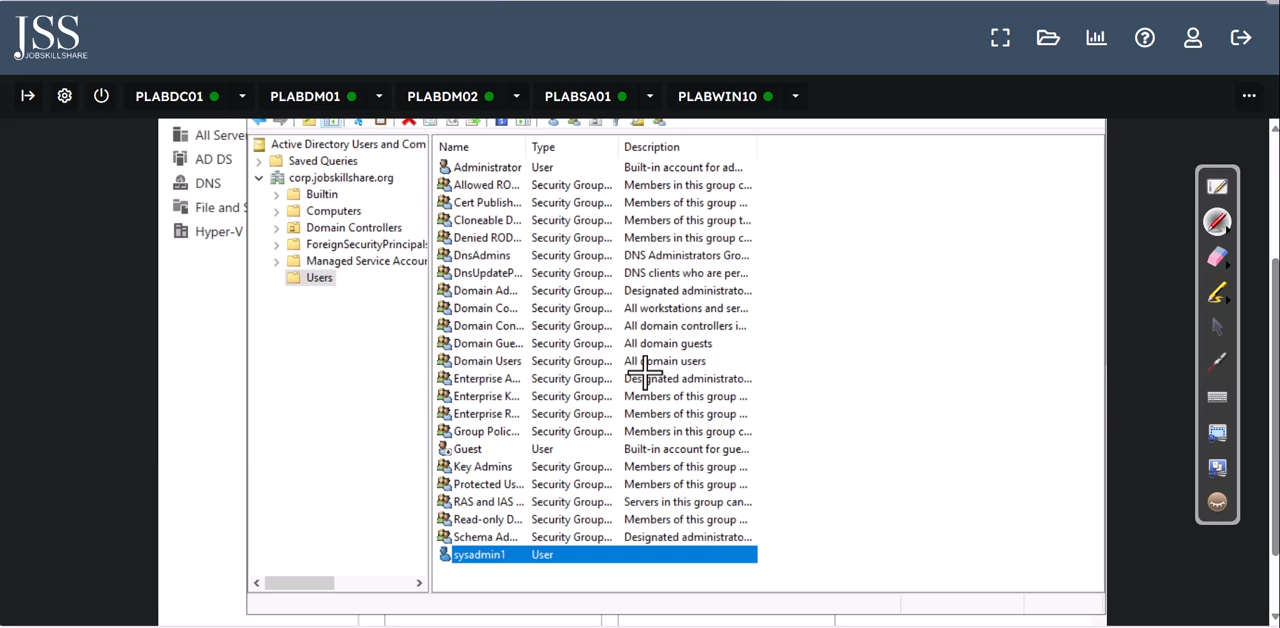 JSS
JOBSKILLSHARE
PLABDC01 PLABDM01 PLABDM02 PLABSA01 PLABWIN10
All Serve
AD DS
DNS
File and S
Hyper-V
Active Directory Users and Com
Saved Queries
corp.jobskillshare.org
Builtin
Computers
Domain Controllers
ForeignSecurityPrincipals
Managed Service Accour
Users
Name Type Description
Administrator User Built-in account for ad...
Allowed RO... Security Group... Members in this group c...
Cert Publish... Security Group... Members of this group ...
Cloneable D... Security Group... Members of this group t...
Denied ROD... Security Group... Members in this group c...
DnsAdmins Security Group... DNS Administrators Gro...
DnsUpdateP... Security Group... DNS clients who are per...
Domain Ad... Security Group... Designated administrato...
Domain Co... Security Group... All workstations and ser...
Domain Con... Security Group... All domain controllers i...
Domain Gue... Security Group... All domain guests
Domain Users Security Group... All domain users
Enterprise A... Security Group... Designated administrato...
Enterprise K... Security Group... Members of this group ...
Enterprise R... Security Group... Members of this group ...
Group Polic... Security Group... Members in this group c...
Guest User Built-in account for gue...
Key Admins Security Group... Members of this group ...
Protected Us... Security Group... Members of this group ...
RAS and IAS ... Security Group... Servers in this group can...
Read-only D... Security Group... Members of this group ...
Schema Ad... Security Group... Designated administrato...
sysadmin1 User